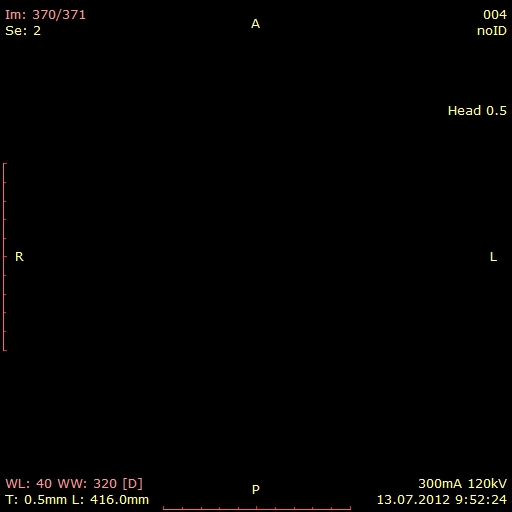 Im: 370/371
Se: 2
A
004
noID
Head 0.5
R
L
WL: 40 WW: 320 [D]
T: 0.5mm L: 416.0mm
P
300mA 120kV
13.07.2012 9:52:24